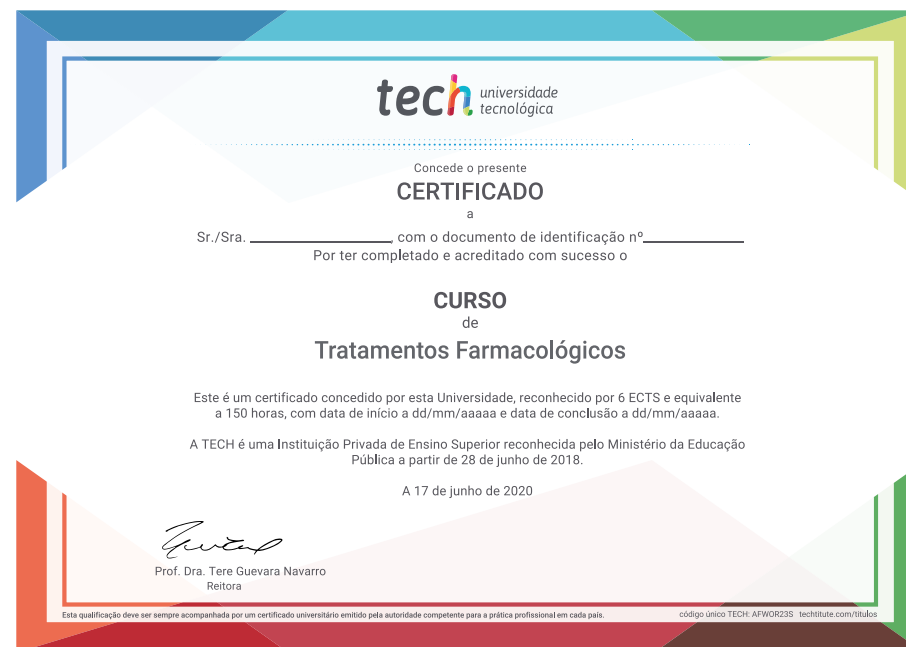 tech universidade
tecnológica
Concede o presente
CERTIFICADO
a
Sr./Sra. ______________, com o documento de identificação nº__________
Por ter completado e acreditado com sucesso o
CURSO
de
Tratamentos Farmacológicos
Este é um certificado concedido por esta Universidade, reconhecido por 6 ECTS e equivalente
a 150 horas, com data de início a dd/mm/aaaaa e data de conclusão a dd/mm/aaaaa.
A TECH é uma Instituição Privada de Ensino Superior reconhecida pelo Ministério da Educação
Pública a partir de 28 de junho de 2018.
A 17 de junho de 2020
Prof. Dra. Tere Guevara Navarro
Reitora
Esta qualificação deve ser sempre acompanhada por um certificado universitário emitido pela autoridade competente para a prática profissional em cada país.
código único TECH: AFWOR23S techtitute.com/titulos